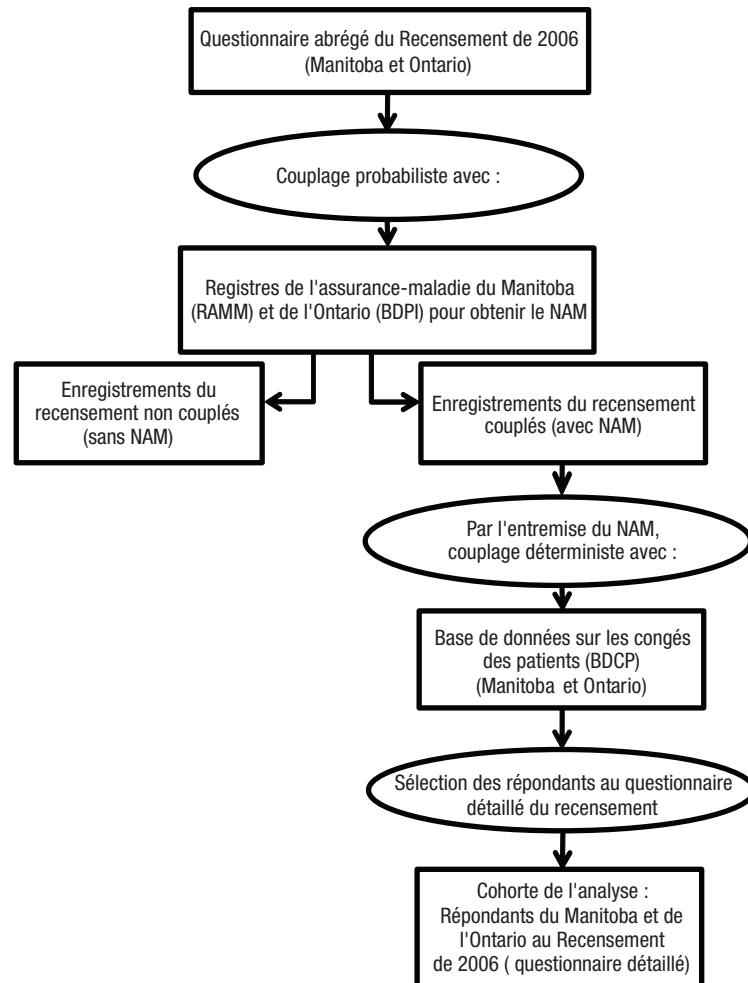 Questionnaire abrégé du Recensement de 2006
(Manitoba et Ontario)
Couplage probabiliste avec :
Registres de l'assurance-maladie du Manitoba
(RAMM) et de l'Ontario (BDPI) pour obtenir le NAM
Enregistrements du
recensement non couplés
(sans NAM)
Enregistrements du recensement
couplés (avec NAM)
Par l'entremise du NAM,
couplage déterministe avec :
Base de données sur les congés
des patients (BDCP)
(Manitoba et Ontario)
Sélection des répondants au questionnaire
détaillé du recensement
Cohorte de l'analyse :
Répondants du Manitoba et de
l'Ontario au Recensement
de 2006 ( questionnaire détaillé)